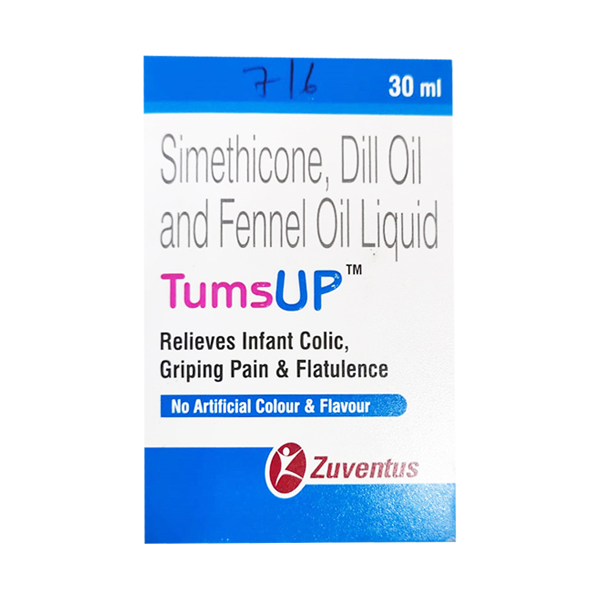 7/6
30 ml
Simethicone, Dill Oil
and Fennel Oil Liquid
TumsUP™
Relieves Infant Colic,
Griping Pain & Flatulence
No Artificial Colour & Flavour
Zuventus